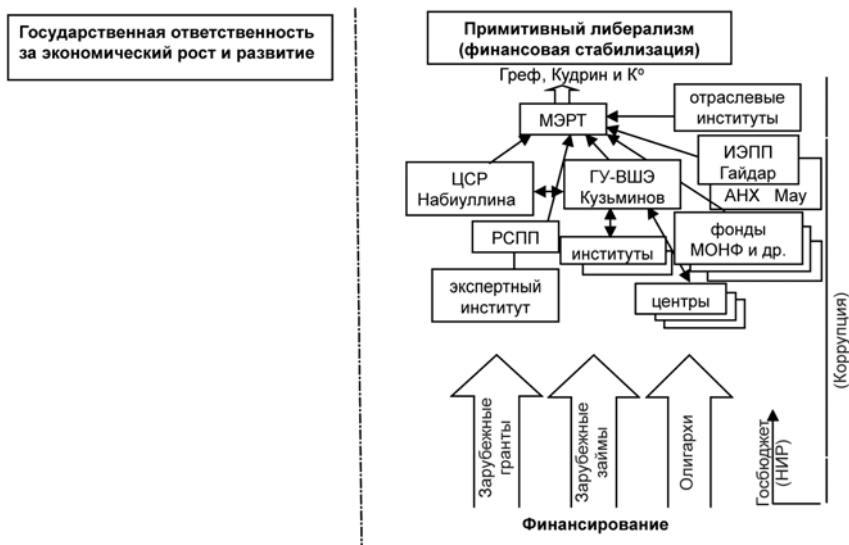 Государственная ответственность
за экономический рост и развитие
Примитивный либерализм
(финансовая стабилизация)
Греф, Кудрин и Кº
МЭРТ
отраслевые
институты
ИЭПП
Гайдар
АНХ Мау
ЦСР
Набиуллина
ГУ-ВШЭ
Кузьминов
РСПП
институты
фонды
МОНФ и др.
экспертный
институт
центры
(Коррупция)
Зарубежные
гранты
Зарубежные
займы
Олигархи
Госбюджет
(НИР)
Финансирование